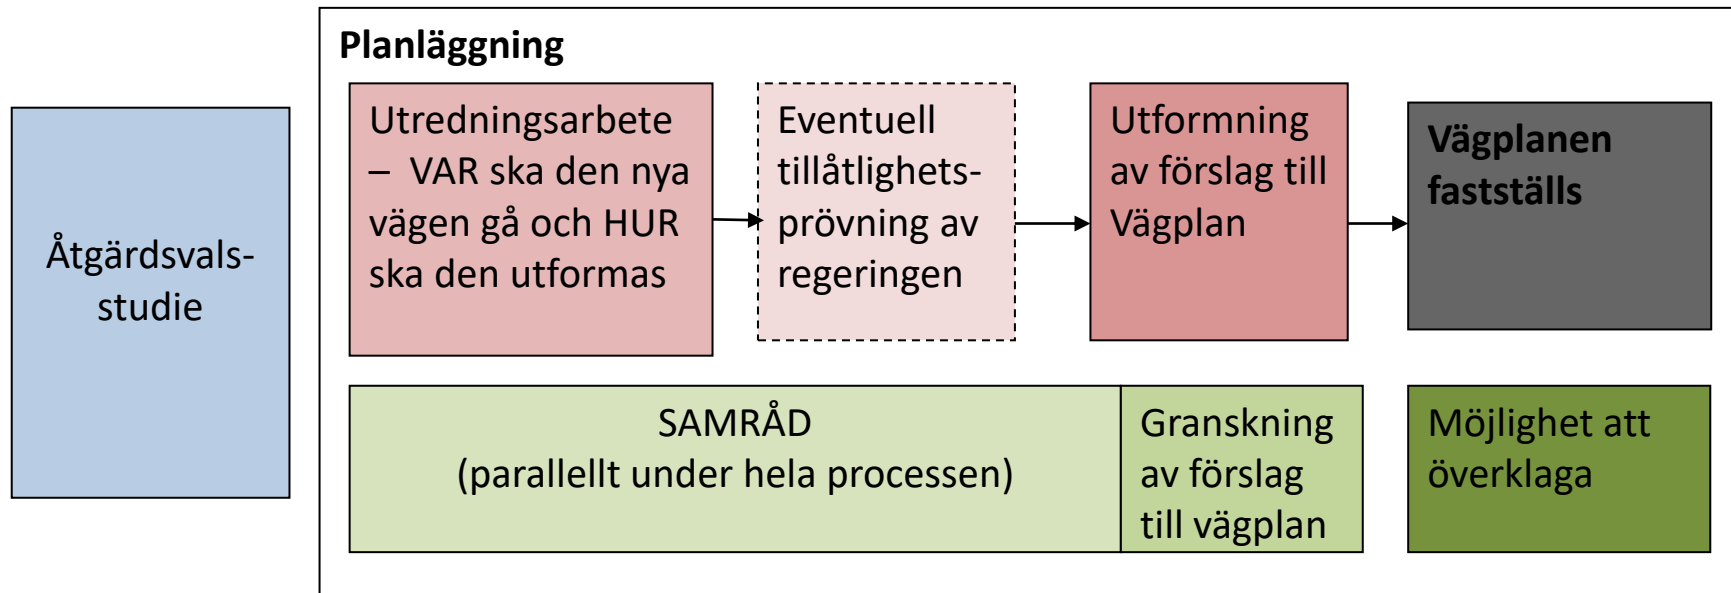 Åtgärdsvals-
studie
Planläggning
Utredningsarbete
– VAR ska den nya
vägen gå och HUR
ska den utformas
Eventuell
tillåtlighets-
prövning av
regeringen
Utformning
av förslag till
Vägplan
Vägplanen
fastställs
SAMRÅD
(parallellt under hela processen)
Granskning
av förslag
till vägplan
Möjlighet att
överklaga